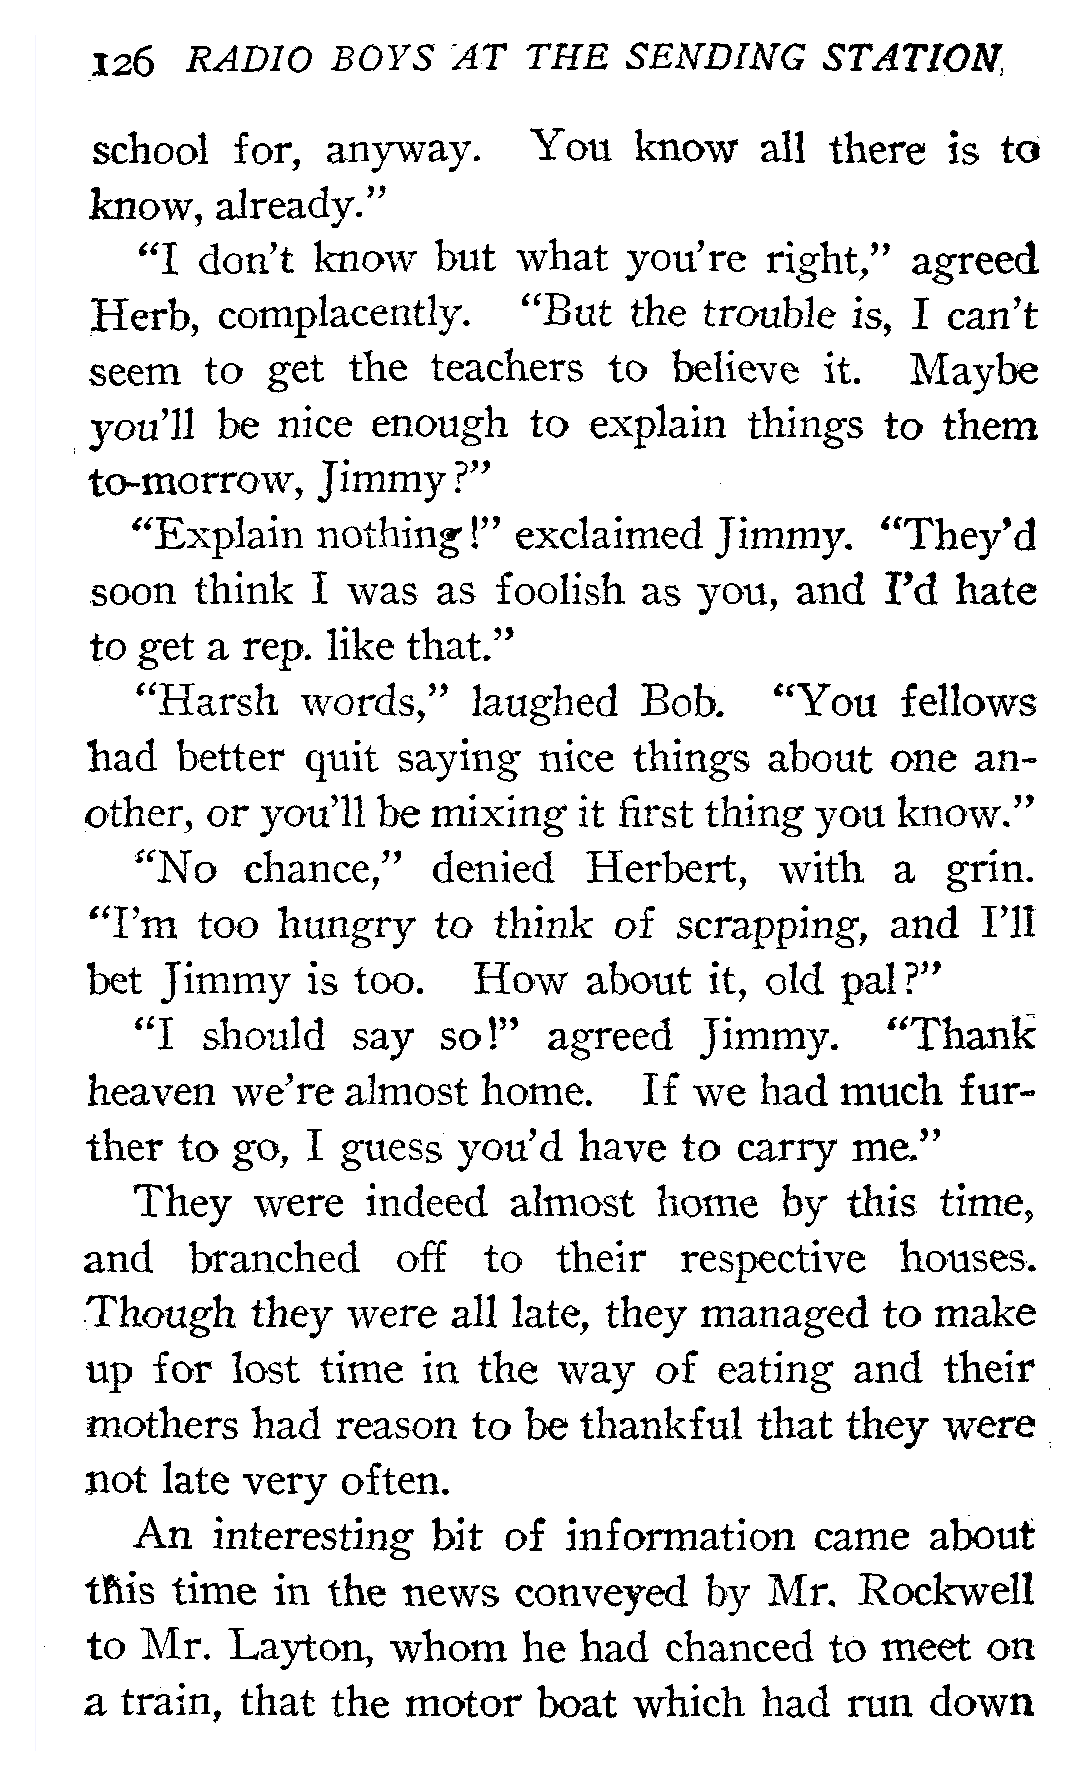 126 RADIO BOYS AT THE SENDING STATION
school for, anyway. You know all there is to
know, already."
"I don't know but what you're right," agreed
Herb, complacently. "But the trouble is, I can't
seem to get the teachers to believe it. Maybe
you'll be nice enough to explain things to them
to-morrow, Jimmy?"
"Explain nothing!" exclaimed Jimmy. "They'd
soon think I was as foolish as you, and I'd hate
to get a rep. like that."
"Harsh words," laughed Bob. "You fellows
had better quit saying nice things about one an-
other, or you'll be mixing it first thing you know."
"No chance," denied Herbert, with a grin.
"I'm too hungry to think of scrapping, and I'll
bet Jimmy is too. How about it, old pal?"
"I should say so!" agreed Jimmy. "Thank
heaven we're almost home. If we had much fur-
ther to go, I guess you'd have to carry me."
They were indeed almost home by this time,
and branched off to their respective houses.
Though they were all late, they managed to make
up for lost time in the way of eating and their
mothers had reason to be thankful that they were
not late very often.
An interesting bit of information came about
this time in the news conveyed by Mr. Rockwell
to Mr. Layton, whom he had chanced to meet on
a train, that the motor boat which had run down